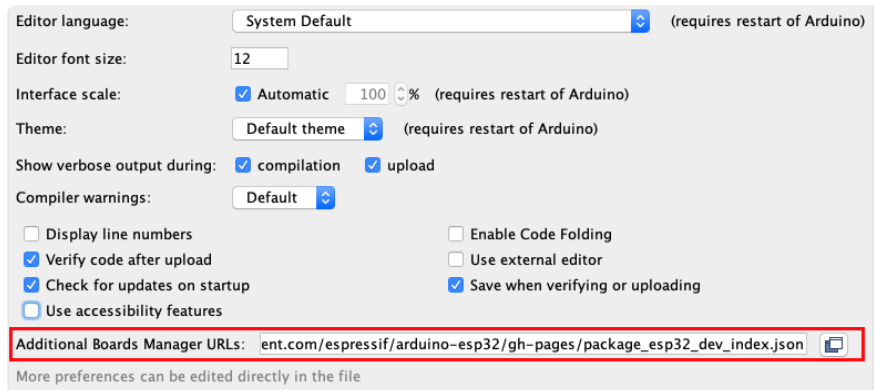 Editor language: System Default (requires restart of Arduino)
Editor font size: 12
Interface scale: Automatic 100 % (requires restart of Arduino)
Theme: Default theme (requires restart of Arduino)
Show verbose output during: compilation upload
Compiler warnings: Default
Display line numbers Enable Code Folding
Verify code after upload Use external editor
Check for updates on startup Save when verifying or uploading
Use accessibility features
Additional Boards Manager URLs: ent.com/espressif/arduino-esp32/gh-pages/package_esp32_dev_index.json
More preferences can be edited directly in the file